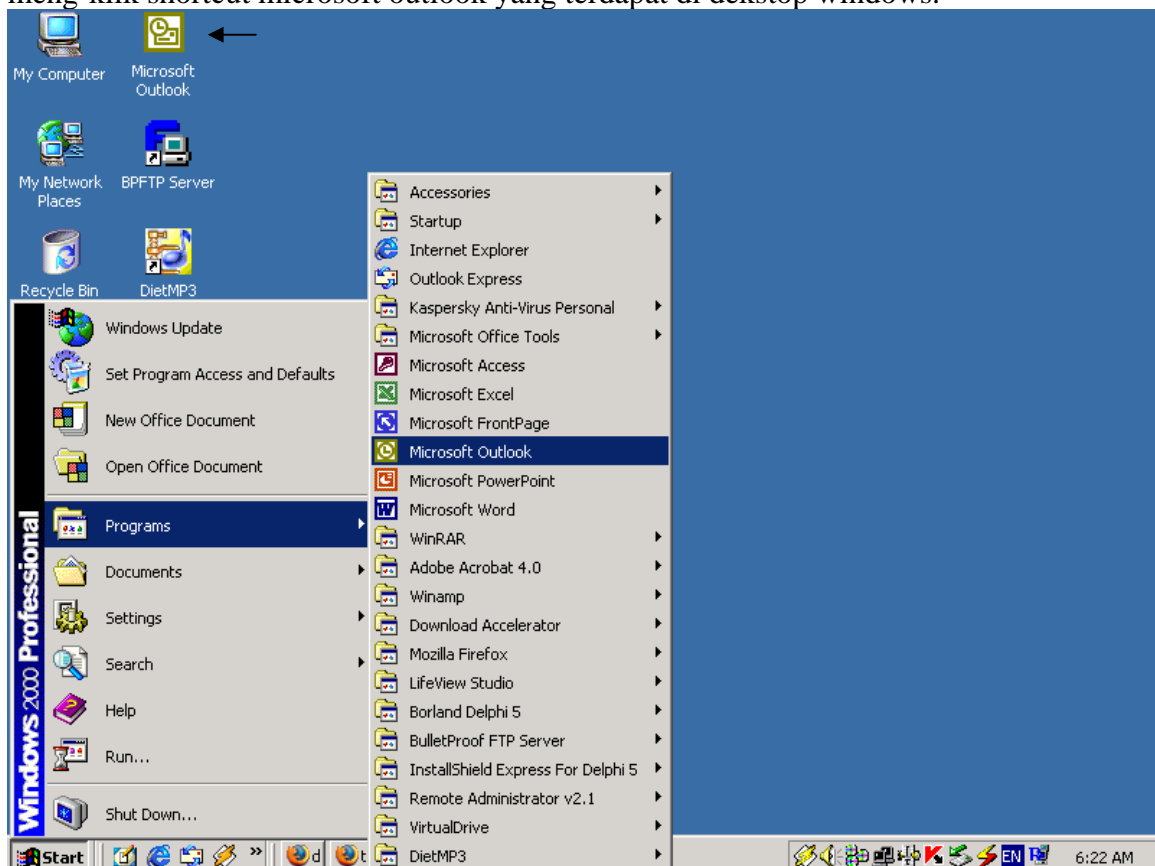 meng-klik shortcut microsoft outlook yang terdapat di dekstop windows.
My Computer
Microsoft
Outlook
My Network
Places
BPFTP Server
Recycle Bin
DietMP3
Windows Update
Set Program Access and Defaults
New Office Document
Open Office Document
Programs
Documents
Settings
Search
Help
Run...
Shut Down...
Windows 2000 Professional
Accessories
Startup
Internet Explorer
Outlook Express
Kaspersky Anti-Virus Personal
Microsoft Office Tools
Microsoft Access
Microsoft Excel
Microsoft FrontPage
Microsoft Outlook
Microsoft PowerPoint
Microsoft Word
WinRAR
Adobe Acrobat 4.0
Winamp
Download Accelerator
Mozilla Firefox
LifeView Studio
Borland Delphi 5
BulletProof FTP Server
InstallShield Express For Delphi 5
Remote Administrator v2.1
VirtualDrive
DietMP3
Start
»
d
t
EN
6:22 AM